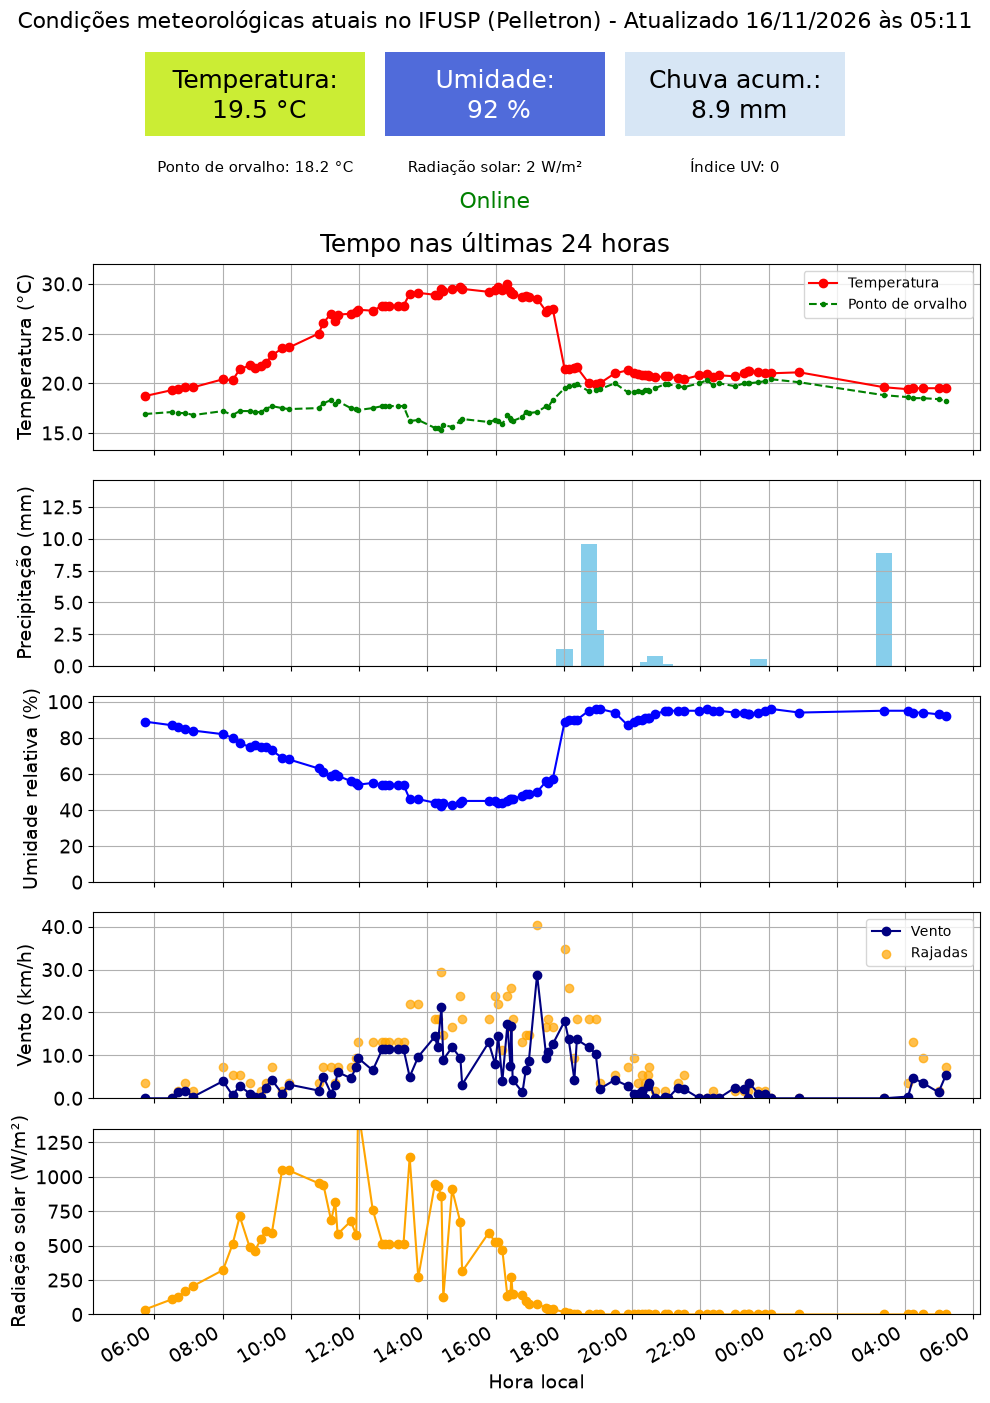 Condições meteorológicas atuais no IFUSP (Pelletron) - Atualizado 16/11/2026 às 05:11
Temperatura:
19.5 °C
Umidade:
92 %
Chuva acum.:
8.9 mm
Ponto de orvalho: 18.2 °C
Radiação solar: 2 W/m²
Índice UV: 0
Online
Tempo nas últimas 24 horas
Temperatura (°C)
30.0
25.0
20.0
15.0
Temperatura
Ponto de orvalho
Precipitação (mm)
12.5
10.0
7.5
5.0
2.5
0.0
Umidade relativa (%)
100
80
60
40
20
0
Vento (km/h)
40.0
30.0
20.0
10.0
0.0
Vento
Rajadas
Radiação solar (W/m²)
1250
1000
750
500
250
0
06:00
08:00
10:00
12:00
14:00
16:00
18:00
20:00
22:00
00:00
02:00
04:00
06:00
Hora local